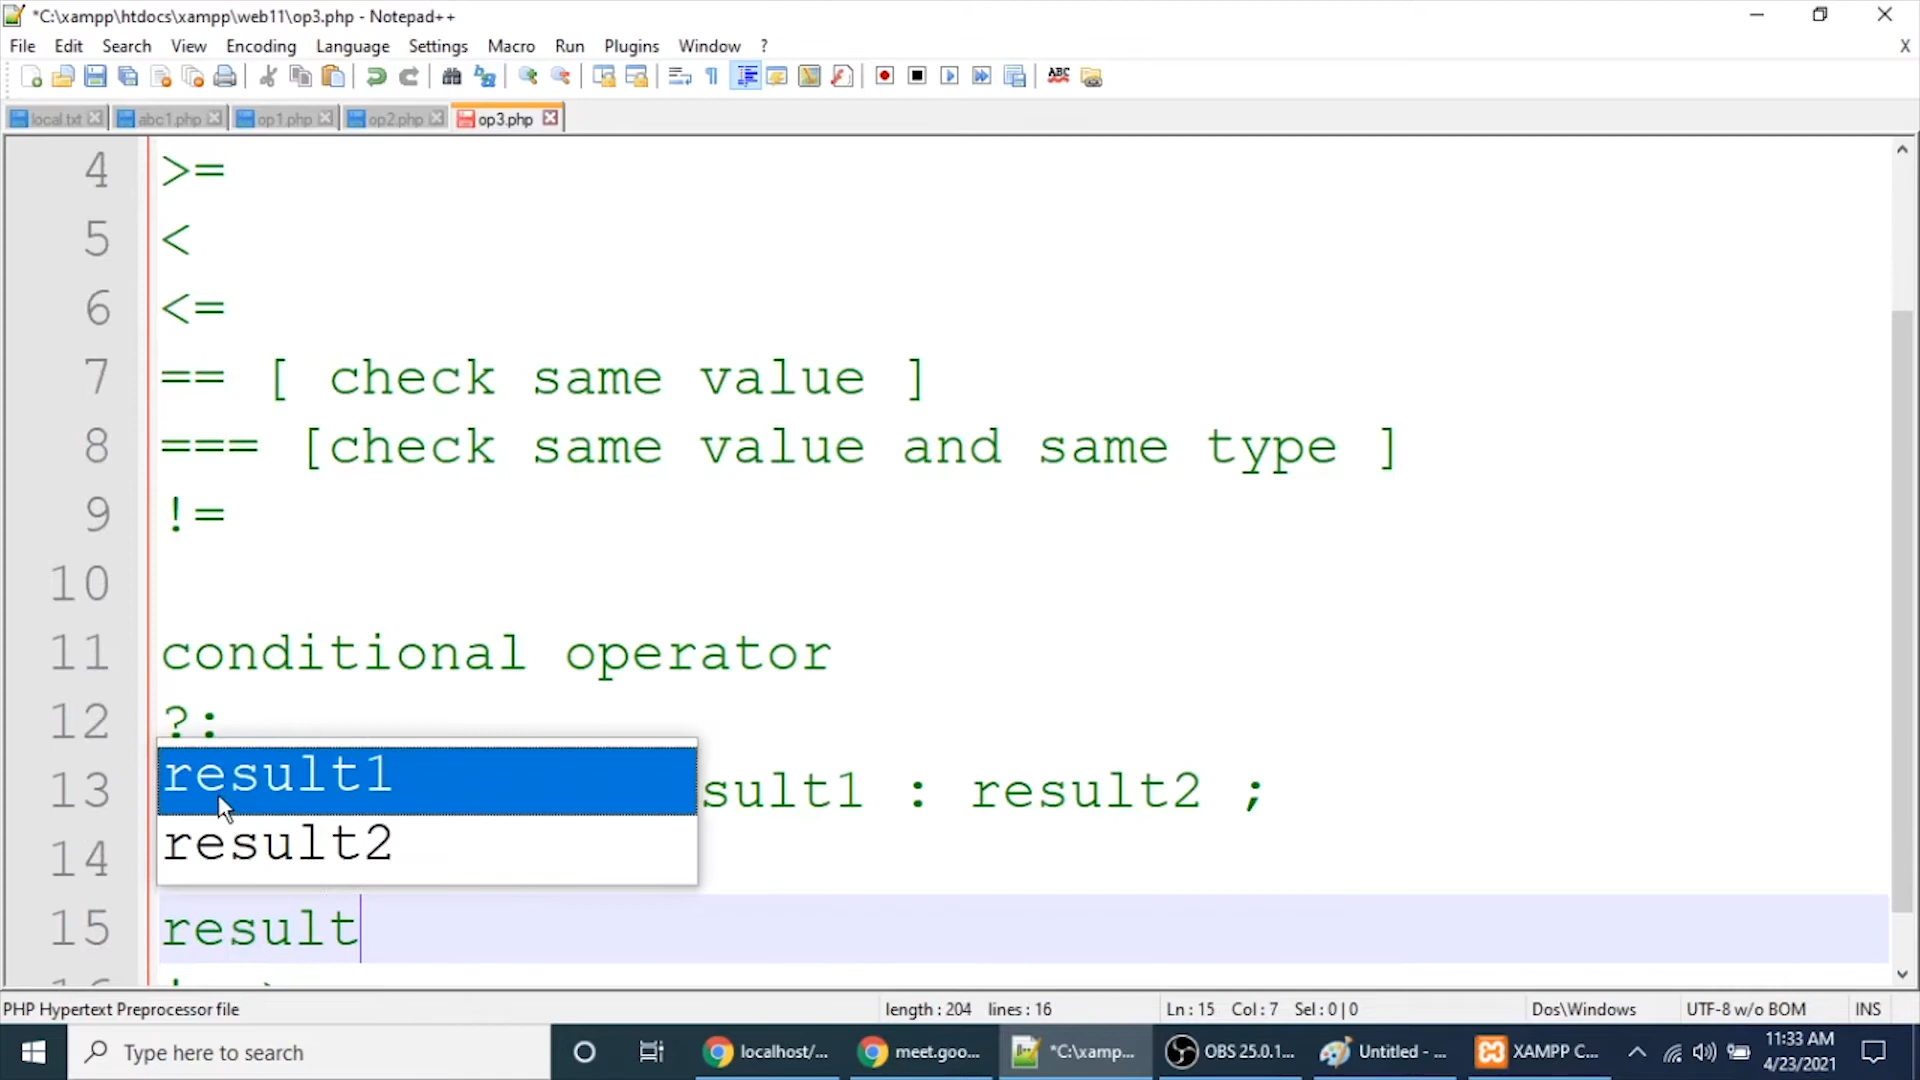 *C:\xampp\htdocs\xampp\web11\op3.php - Notepad++
File Edit Search View Encoding Language Settings Macro Run Plugins Window ? X
local.txt abc1.php op1.php op2.php op3.php
4 >=
5 <
6 <=
7 == [ check same value ]
8 === [check same value and same type ]
9 !=
10
11 conditional operator
12 ?:
result1
13 sult1 : result2 ;
result2
14
15 result
PHP Hypertext Preprocessor file length : 204 lines : 16 Ln : 15 Col : 7 Sel : 0 | 0 Dos\Windows UTF-8 w/o BOM INS
Type here to search localhost/... meet.goo... *C:\xamp... OBS 25.0.1... Untitled - ... XAMPP C... 11:33 AM
4/23/2021